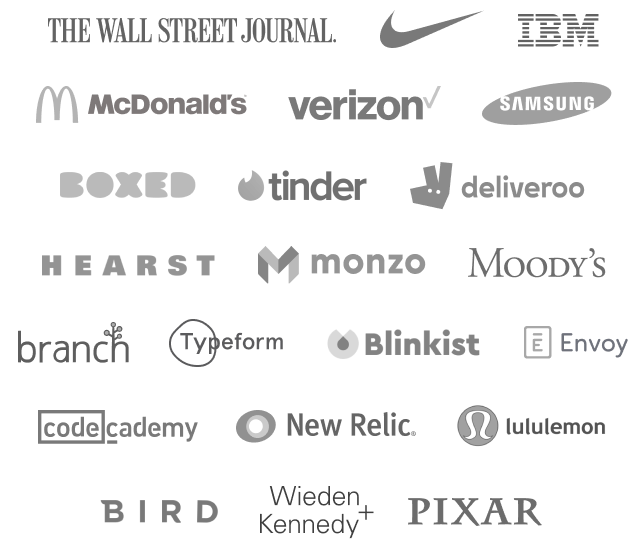 THE WALL STREET JOURNAL.
IBM
McDonald's
verizon
SAMSUNG
BOXED
tinder
deliveroo
HEARST
monzo
MOODY'S
branch
Typeform
Blinkist
E Envoy
codecademy
New Relic®
lululemon
BIRD
Wieden
Kennedy+
PIXAR